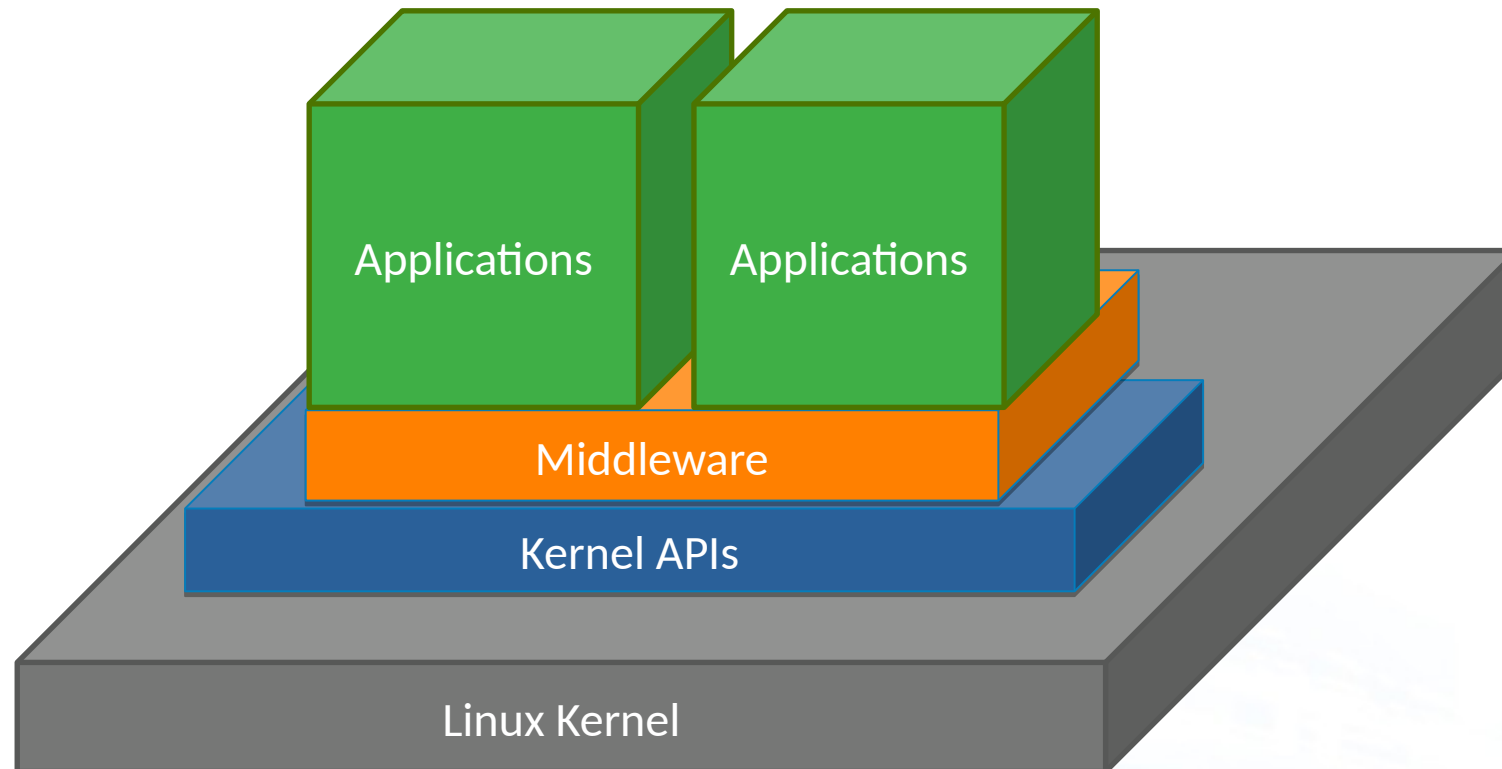 Applications
Applications
Middleware
Kernel APIs
Linux Kernel